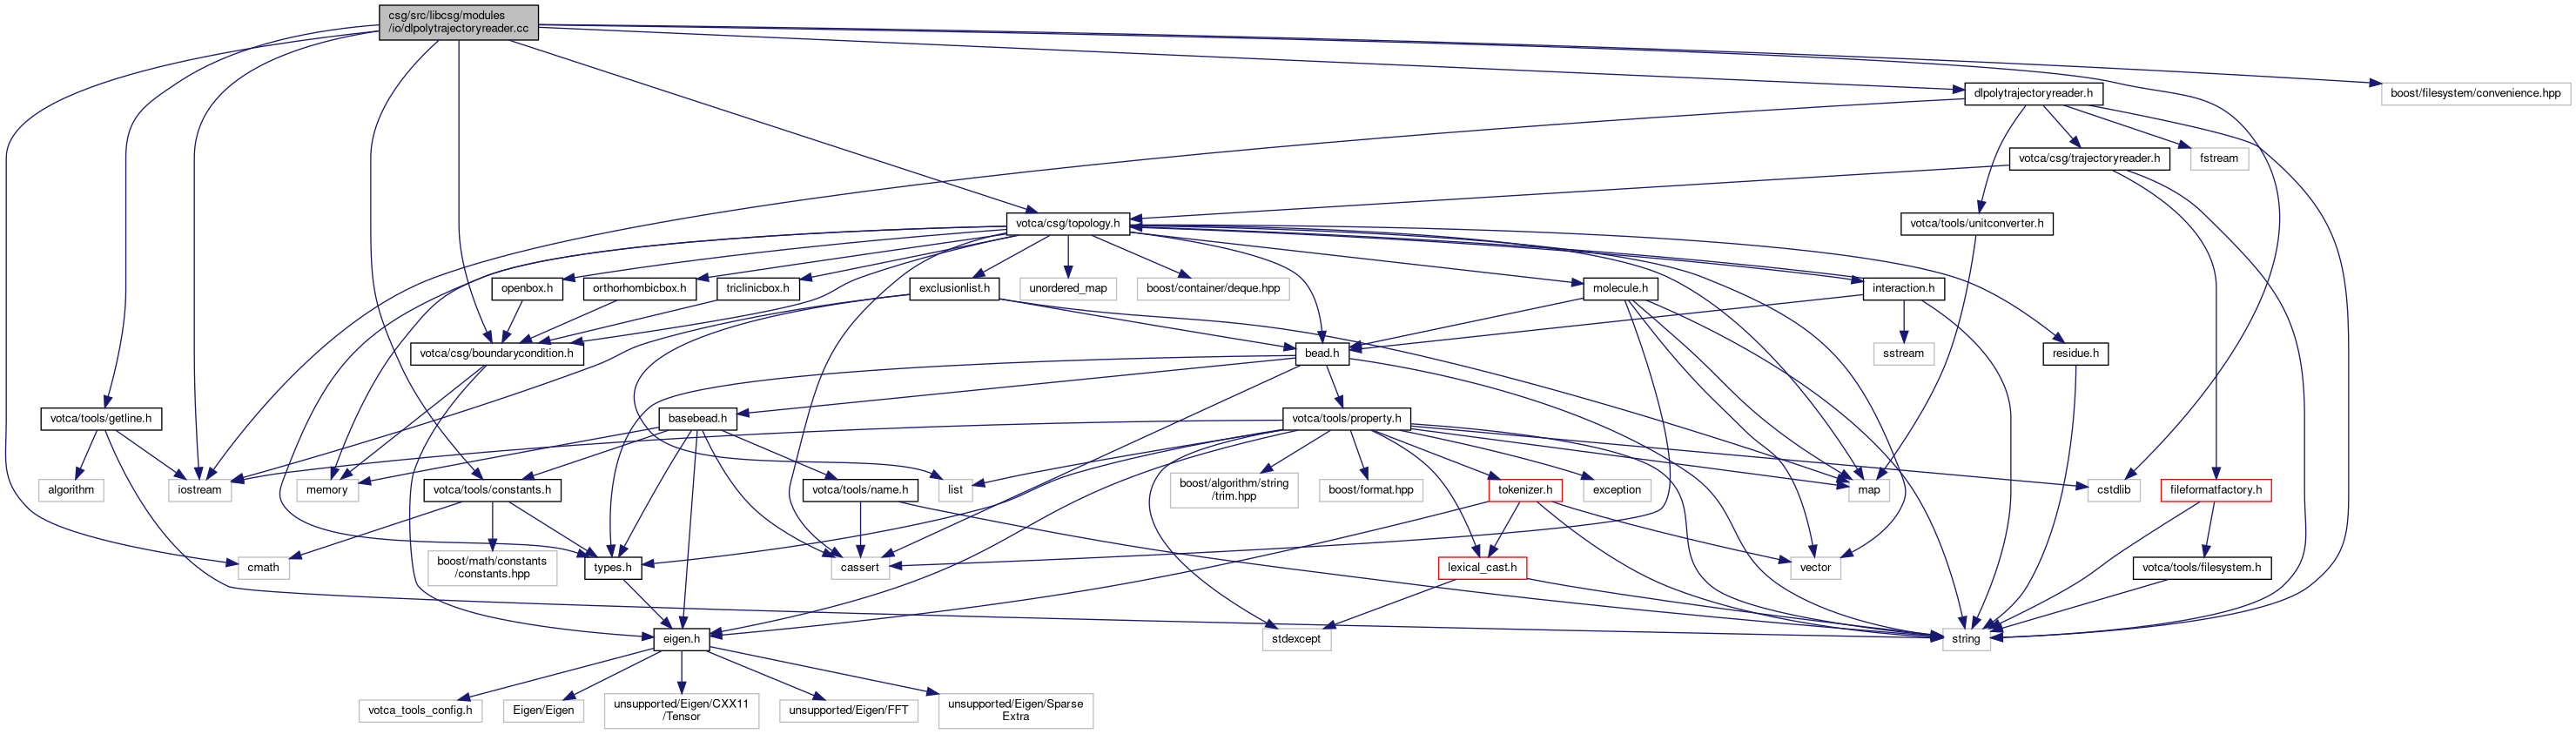 csg/src/libcsg/modules
/io/dlpolytrajectoryreader.cc
dlpolytrajectoryreader.h
boost/filesystem/convenience.hpp
votca/csg/trajectoryreader.h
fstream
votca/csg/topology.h
votca/tools/unitconverter.h
openbox.h
orthorhombicbox.h
triclinicbox.h
exclusionlist.h
unordered_map
boost/container/deque.hpp
molecule.h
interaction.h
votca/csg/boundarycondition.h
bead.h
sstream
residue.h
votca/tools/getline.h
basebead.h
votca/tools/property.h
algorithm
iostream
memory
votca/tools/constants.h
votca/tools/name.h
list
boost/algorithm/string
/trim.hpp
boost/format.hpp
tokenizer.h
exception
map
cstdlib
fileformatfactory.h
cmath
boost/math/constants
/constants.hpp
types.h
cassert
lexical_cast.h
vector
votca/tools/filesystem.h
eigen.h
stdexcept
string
votca_tools_config.h
Eigen/Eigen
unsupported/Eigen/CXX11
/Tensor
unsupported/Eigen/FFT
unsupported/Eigen/Sparse
Extra